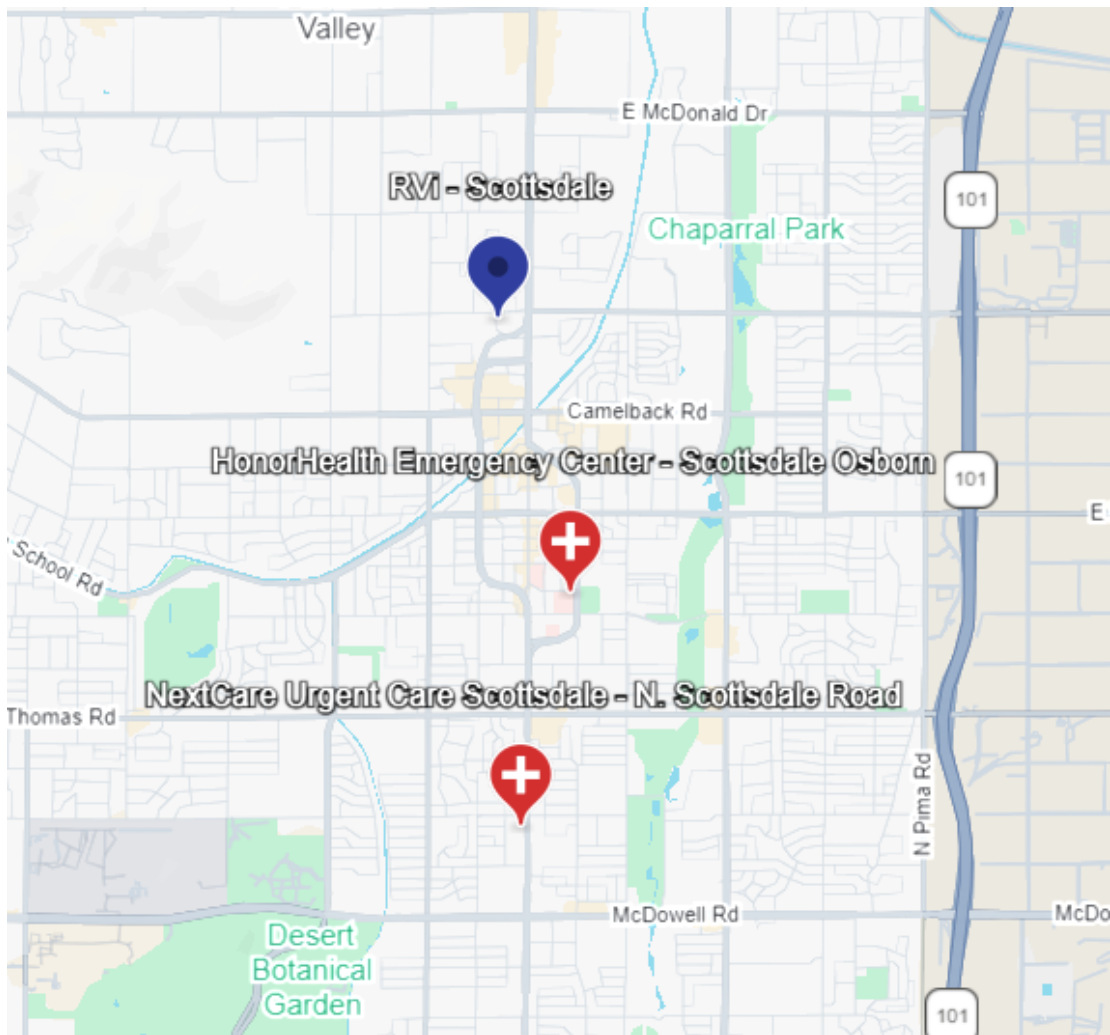 Valley
E McDonald Dr
RVi - Scottsdale
101
Chaparral Park
Camelback Rd
HonorHealth Emergency Center - Scottsdale Osborn
101
E
School Rd
NextCare Urgent Care Scottsdale - N. Scottsdale Road
Thomas Rd
N Pima Rd
McDowell Rd
McDo
Desert
Botanical
Garden
101